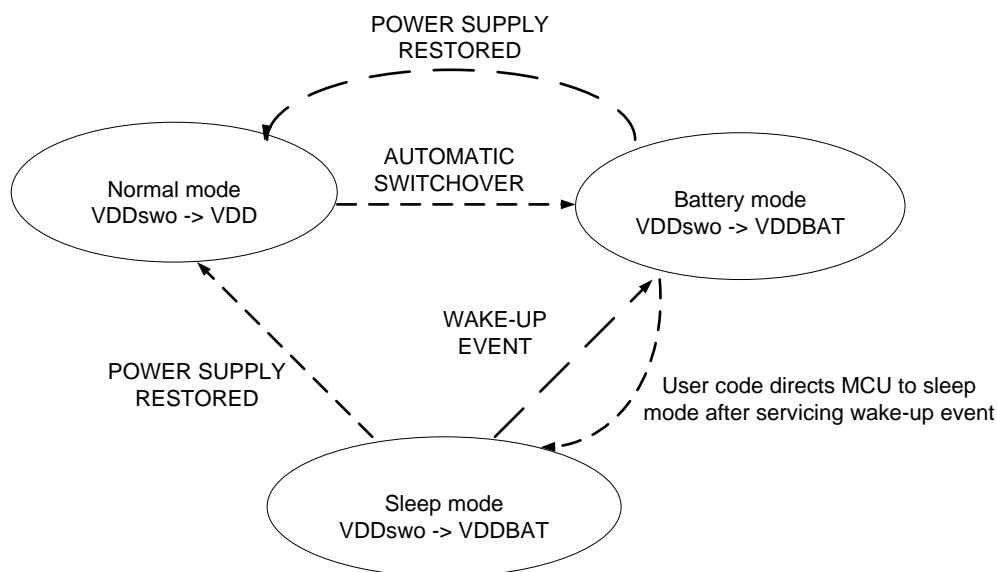 POWER SUPPLY
RESTORED
AUTOMATIC
SWITCHOVER
Normal mode
VDDswo -> VDD
Battery mode
VDDswo -> VDDBAT
WAKE-UP
EVENT
POWER SUPPLY
RESTORED
User code directs MCU to sleep
mode after servicing wake-up event
Sleep mode
VDDswo -> VDDBAT